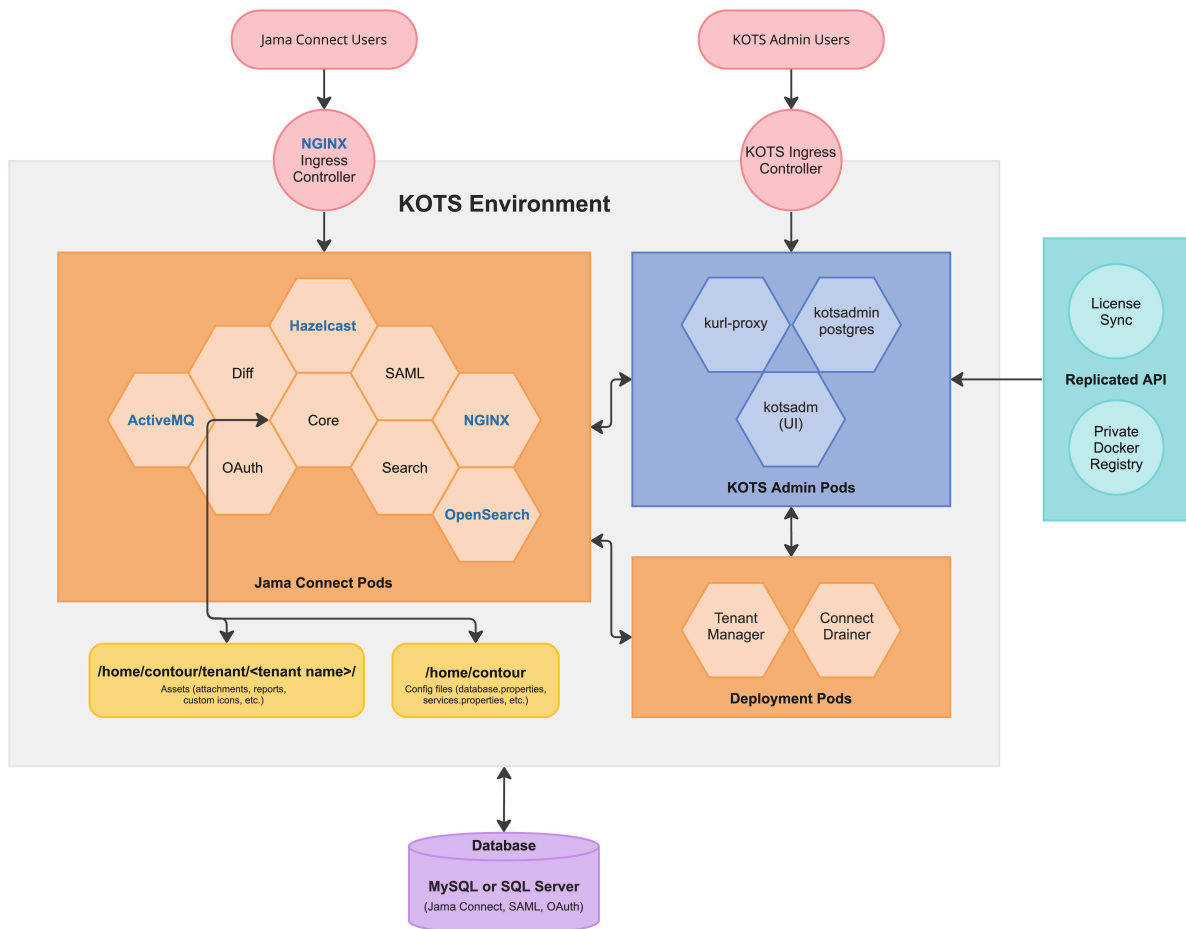 Jama Connect Users
KOTS Admin Users
NGINX
Ingress
Controller
KOTS Ingress
Controller
KOTS Environment
Hazelcast
Diff
SAML
ActiveMQ
Core
NGINX
OAuth
Search
OpenSearch
Jama Connect Pods
kurl-proxy
kotsadmin
postgres
kotsadm
(UI)
KOTS Admin Pods
License
Sync
Replicated API
Private
Docker
Registry
Tenant
Manager
Connect
Drainer
Deployment Pods
/home/contour/tenant/<tenant name>/
Assets (attachments, reports,
custom icons, etc.)
/home/contour
Config files (database.properties,
services.properties, etc.)
Database
MySQL or SQL Server
(Jama Connect, SAML, OAuth)